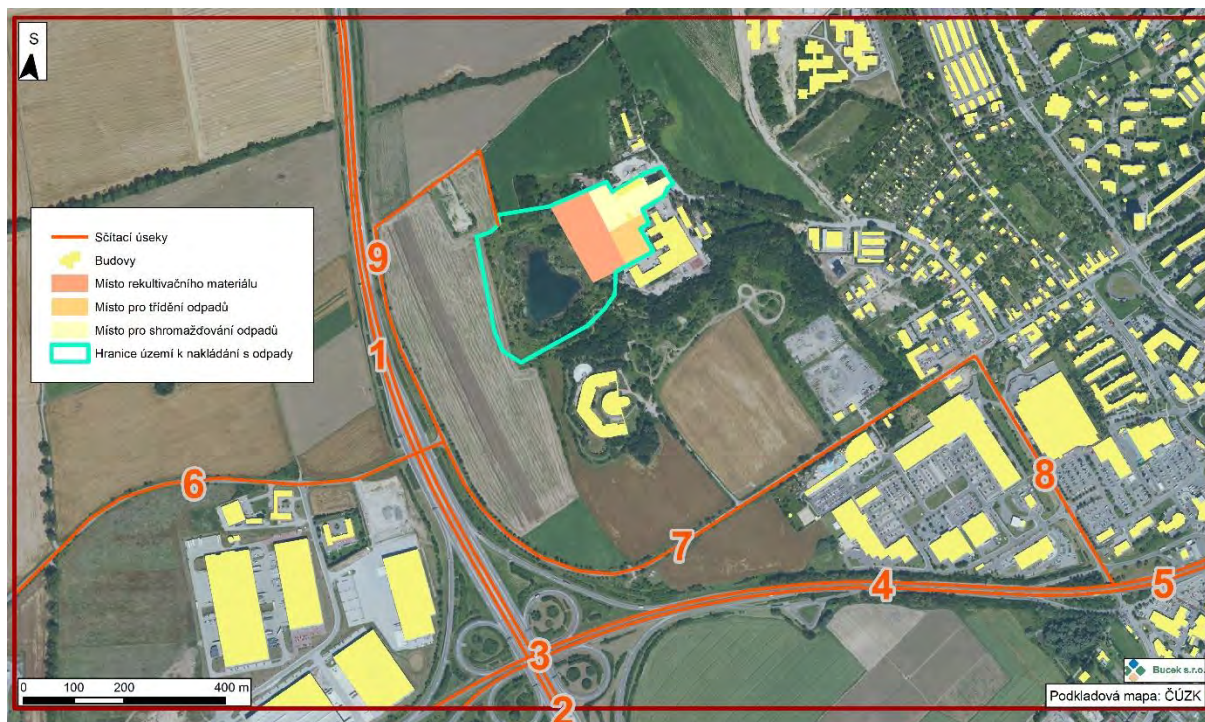 S
Sčítací úseky
Budovy
Místo rekultivačního materiálu
Místo pro třídění odpadů
Místo pro shromažďování odpadů
Hranice území k nakládání s odpady
9
1
6
7
8
4
5
3
2
0 100 200 400 m
Bucek s.r.o.
Podkladová mapa: ČÚZK